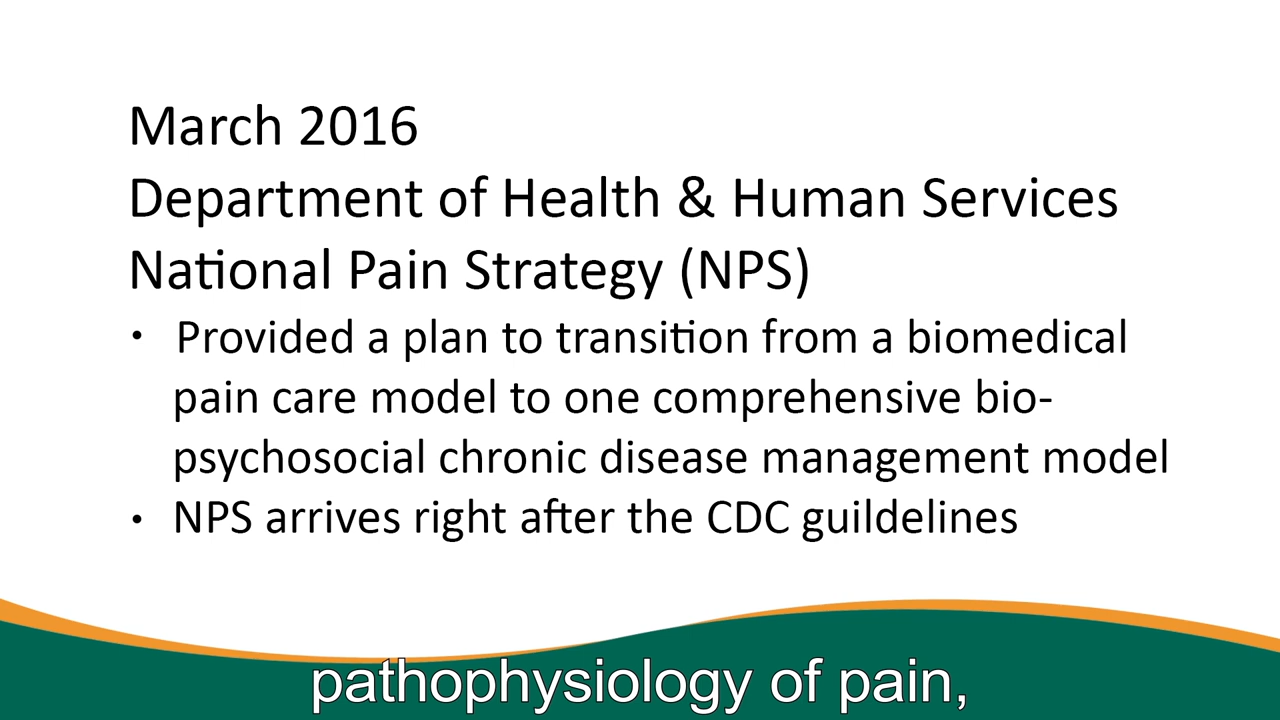 March 2016
Department of Health & Human Services
National Pain Strategy (NPS)
• Provided a plan to transition from a biomedical
pain care model to one comprehensive bio-
psychosocial chronic disease management model
• NPS arrives right after the CDC guildelines
pathophysiology of pain,